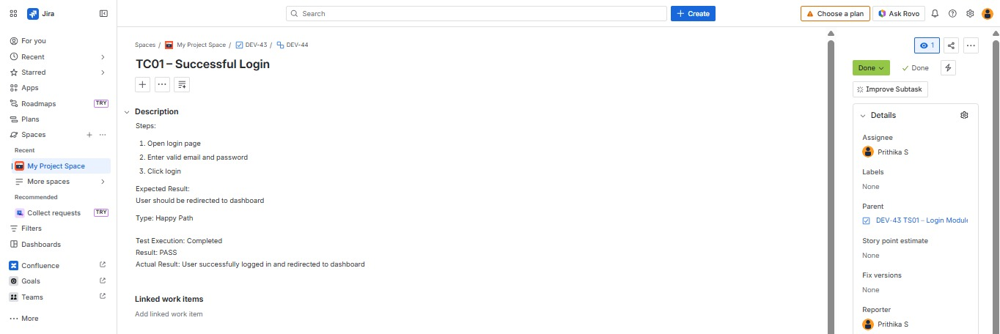 Jira
Search
+ Create
Choose a plan
Ask Rovo
For you
Recent
Starred
Apps
Roadmaps TRY
Plans
Spaces
Recent
My Project Space
More spaces
Recommended
Collect requests TRY
Filters
Dashboards
Confluence
Goals
Teams
More
Spaces / My Project Space / DEV-43 / DEV-44
TC01 – Successful Login
Description
Steps:
1. Open login page
2. Enter valid email and password
3. Click login
Expected Result:
User should be redirected to dashboard
Type: Happy Path
Test Execution: Completed
Result: PASS
Actual Result: User successfully logged in and redirected to dashboard
Linked work items
Add linked work item
1
Done
Done
Improve Subtask
Details
Assignee
Prithika S
Labels
None
Parent
DEV-43 TS01 – Login Module
Story point estimate
None
Fix versions
None
Reporter
Prithika S